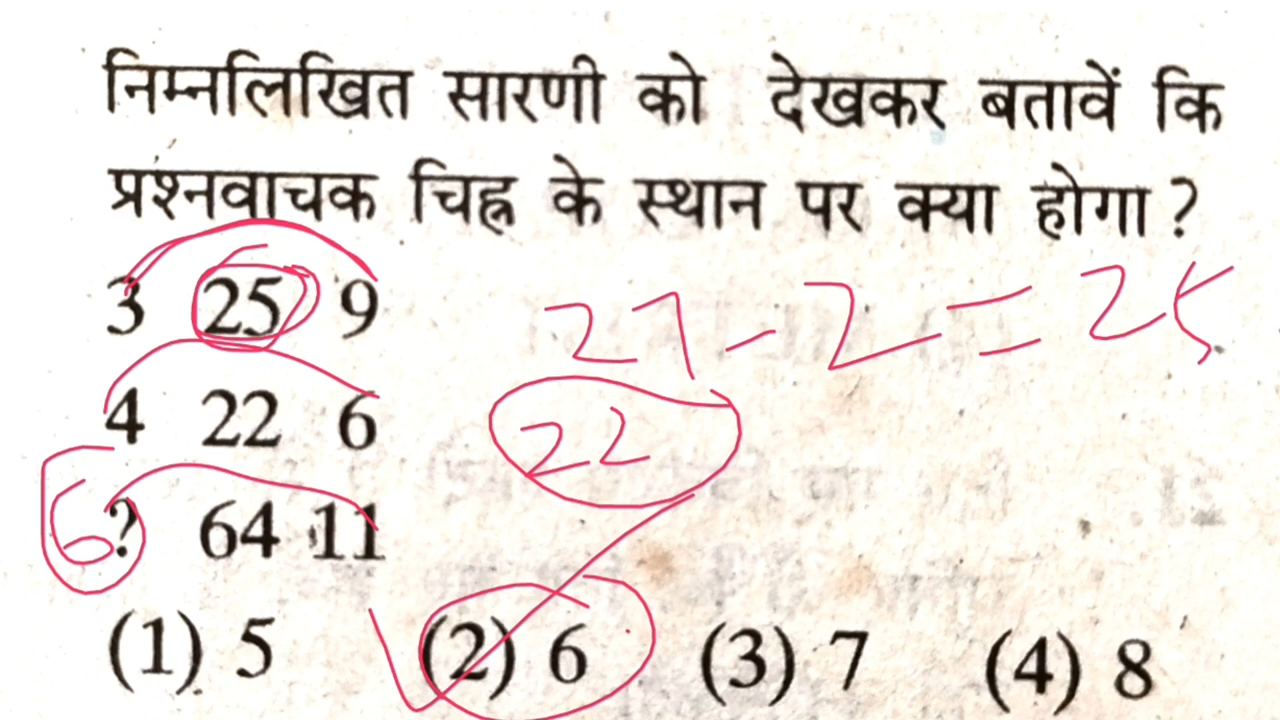 निम्नलिखित सारणी को देखकर बतावें कि
प्रश्नवाचक चिह्न के स्थान पर क्या होगा ?
3 25 9 27 - 2 = 25
4 22 6 22
6 ? 64 11
(1) 5 (2) 6 (3) 7 (4) 8